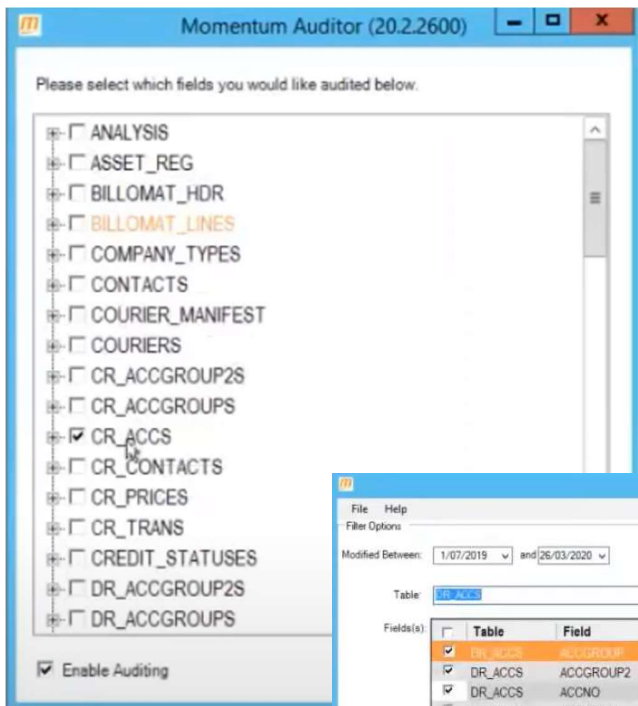 Momentum Auditor (20.2.2600)
Please select which fields you would like audited below.
ANALYSIS
ASSET_REG
BILLOMAT_HDR
BILLOMAT_LINES
COMPANY_TYPES
CONTACTS
COURIER_MANIFEST
COURIERS
CR_ACCGROUP2S
CR_ACCGROUPS
CR_ACCS
CR_CONTACTS
CR_PRICES
CR_TRANS
CREDIT_STATUSES
DR_ACCGROUP2S
DR_ACCGROUPS
Enable Auditing
File Help
Filter Options
Modified Between: 1/07/2019 and 26/03/2020
Table: DR_ACCS
Fields(s): Table Field
DR_ACCS ACCGROUP
DR_ACCS ACCGROUP2
DR_ACCS ACCNO